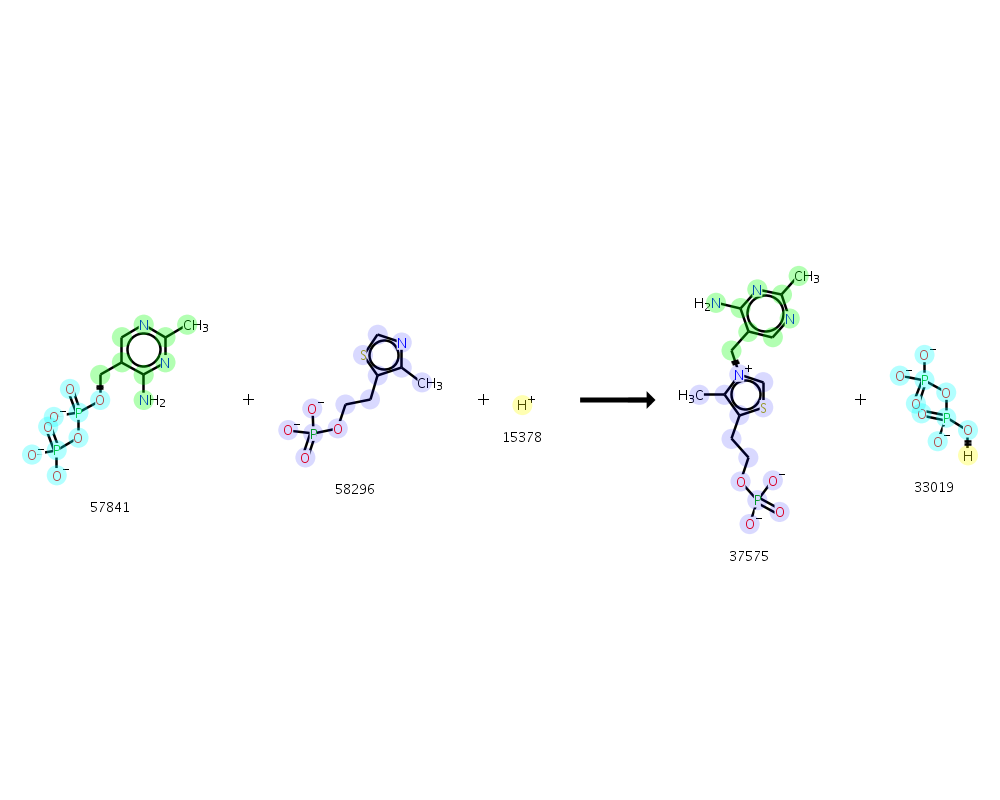 N CH₃ N NH₂ O P O O⁻ O O P O⁻ O⁻
57841
+
S N CH₃ O⁻ O⁻ P O O
58296
+
H⁺
15378
H₂N N CH₃ N N⁺ H₃C S O O⁻ P O⁻ O
37575
+
O⁻ O⁻ P O O O P O O⁻ H
33019